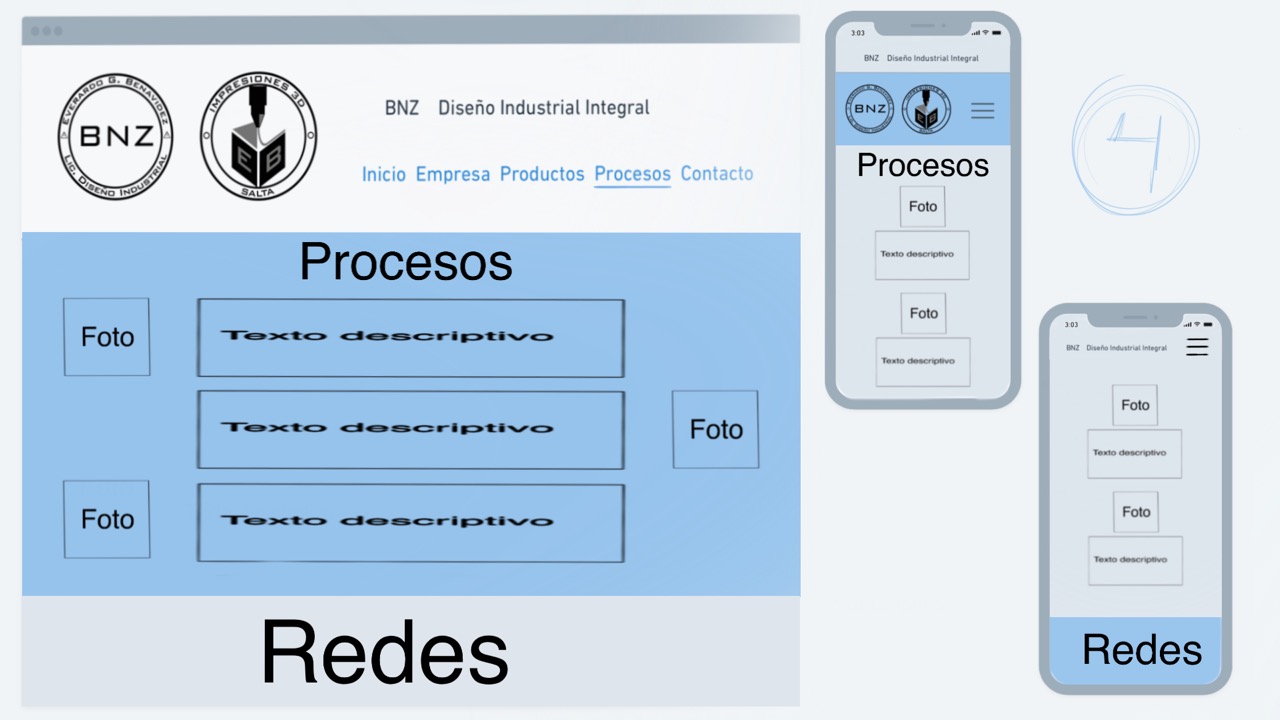 EVERARDO G. BENAVIDEZ
BNZ
LIC. DISEÑO INDUSTRIAL
IMPRESIONES 3D
EB
SALTA
BNZ Diseño Industrial Integral
Inicio Empresa Productos Procesos Contacto
Procesos
Foto Texto descriptivo
Texto descriptivo Foto
Foto Texto descriptivo
Redes
3:03
BNZ Diseño Industrial Integral
BNZ
EB
SALTA
Procesos
Foto
Texto descriptivo
Foto
Texto descriptivo
4
3:03
BNZ Diseño Industrial Integral
Foto
Texto descriptivo
Foto
Texto descriptivo
Redes